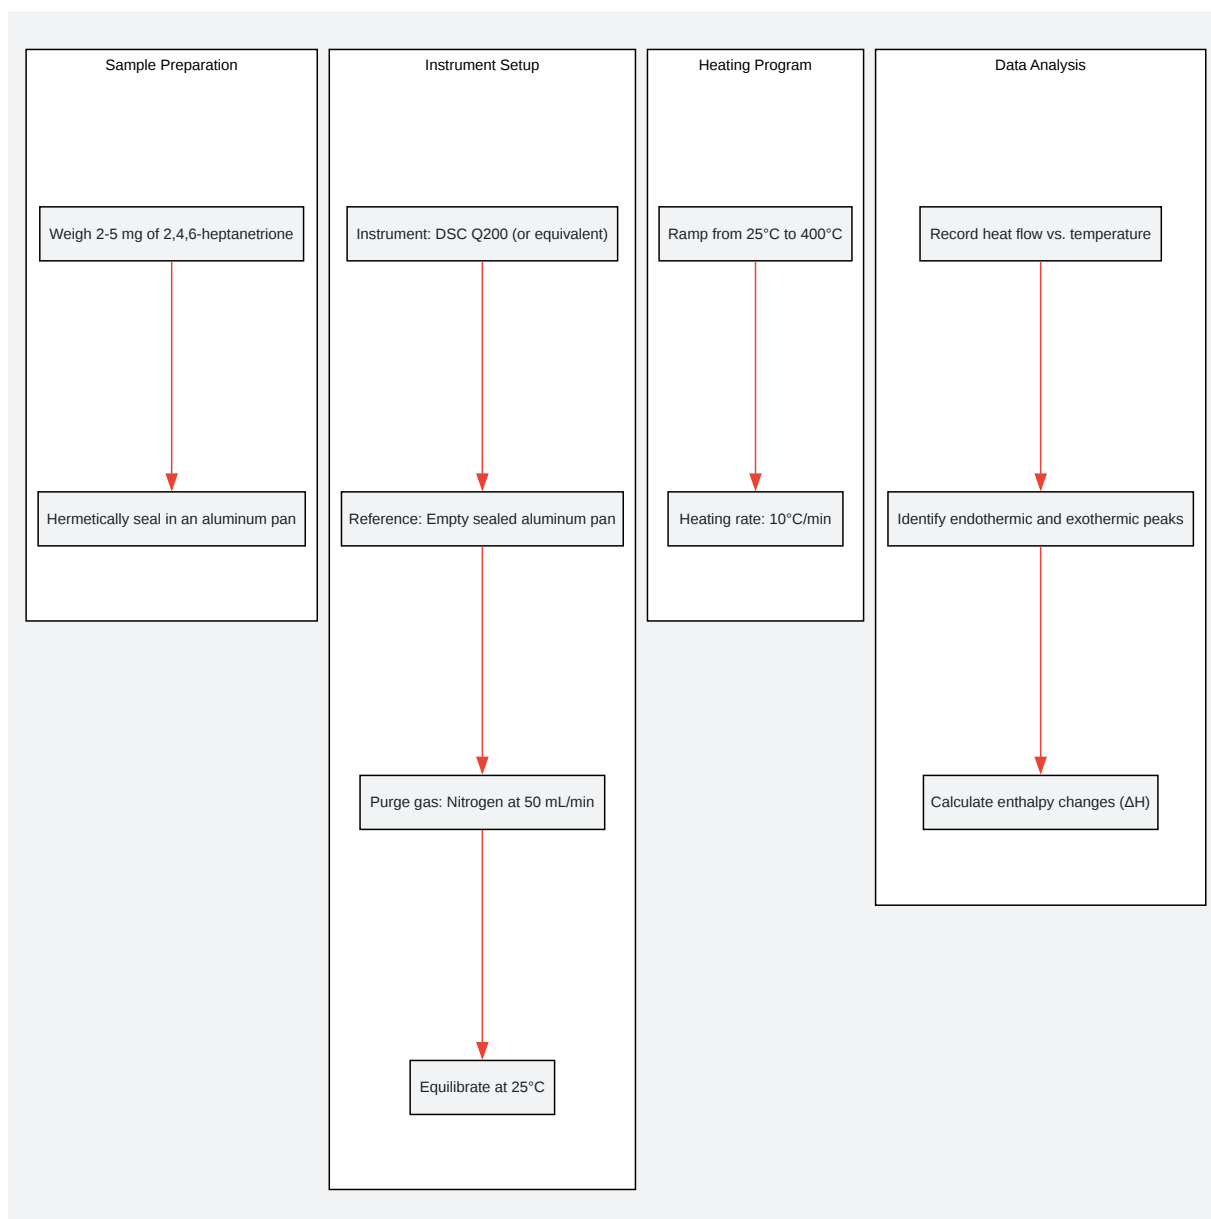 Sample Preparation
Weigh 2-5 mg of 2,4,6-heptanetrione
Hermetically seal in an aluminum pan
Instrument Setup
Instrument: DSC Q200 (or equivalent)
Reference: Empty sealed aluminum pan
Purge gas: Nitrogen at 50 mL/min
Equilibrate at 25°C
Heating Program
Ramp from 25°C to 400°C
Heating rate: 10°C/min
Data Analysis
Record heat flow vs. temperature
Identify endothermic and exothermic peaks
Calculate enthalpy changes (ΔH)